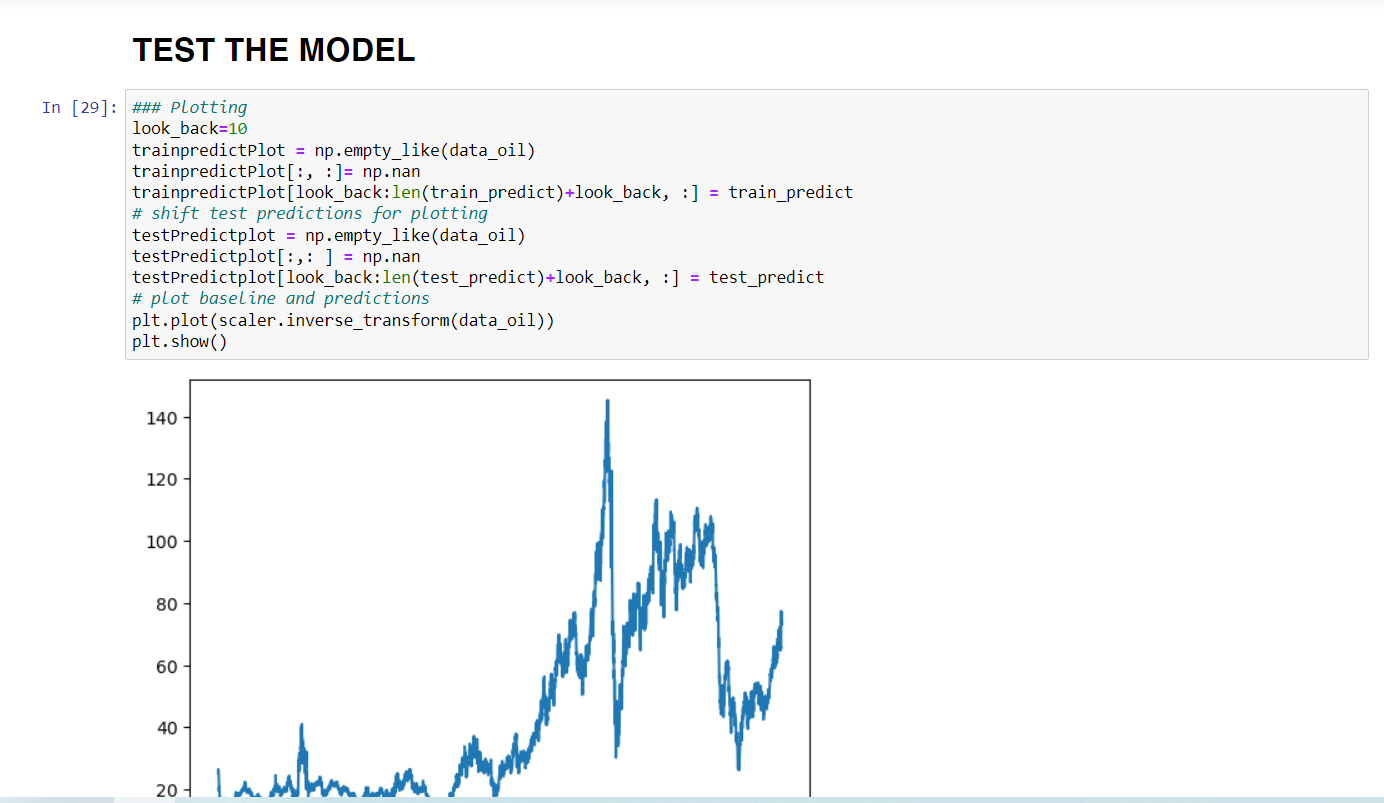 TEST THE MODEL
In [29]:
### Plotting
look_back=10
trainpredictPlot = np.empty_like(data_oil)
trainpredictPlot[:, :]= np.nan
trainpredictPlot[look_back:len(train_predict)+look_back, :] = train_predict
# shift test predictions for plotting
testPredictplot = np.empty_like(data_oil)
testPredictplot[:,: ] = np.nan
testPredictplot[look_back:len(test_predict)+look_back, :] = test_predict
# plot baseline and predictions
plt.plot(scaler.inverse_transform(data_oil))
plt.show()
140
120
100
80
60
40
20